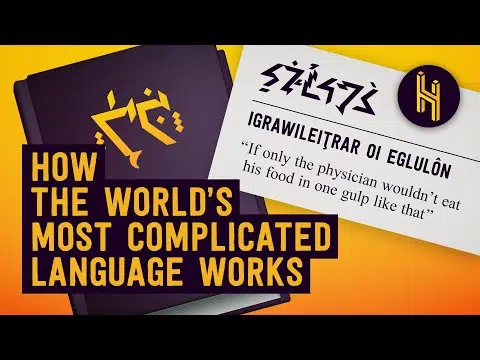 HOW
THE WORLD'S
MOST COMPLICATED
LANGUAGE WORKS
IGRAWILEIŢRAR OI EGLULÔN
"If only the physician wouldn't eat
his food in one gulp like that"